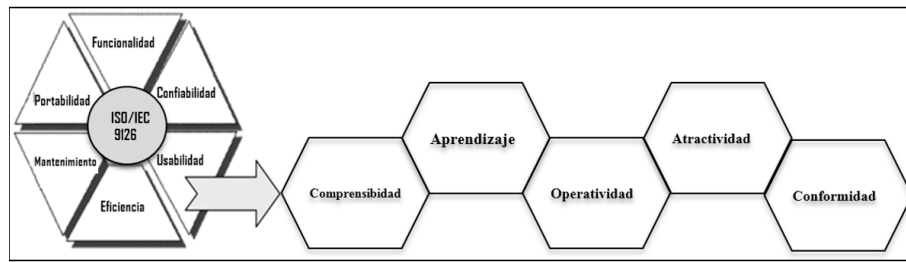 Funcionalidad
Portabilidad
Confiabilidad
ISO/IEC
9126
Mantenimiento
Usabilidad
Eficiencia
Comprensibidad
Aprendizaje
Operatividad
Atractividad
Conformidad